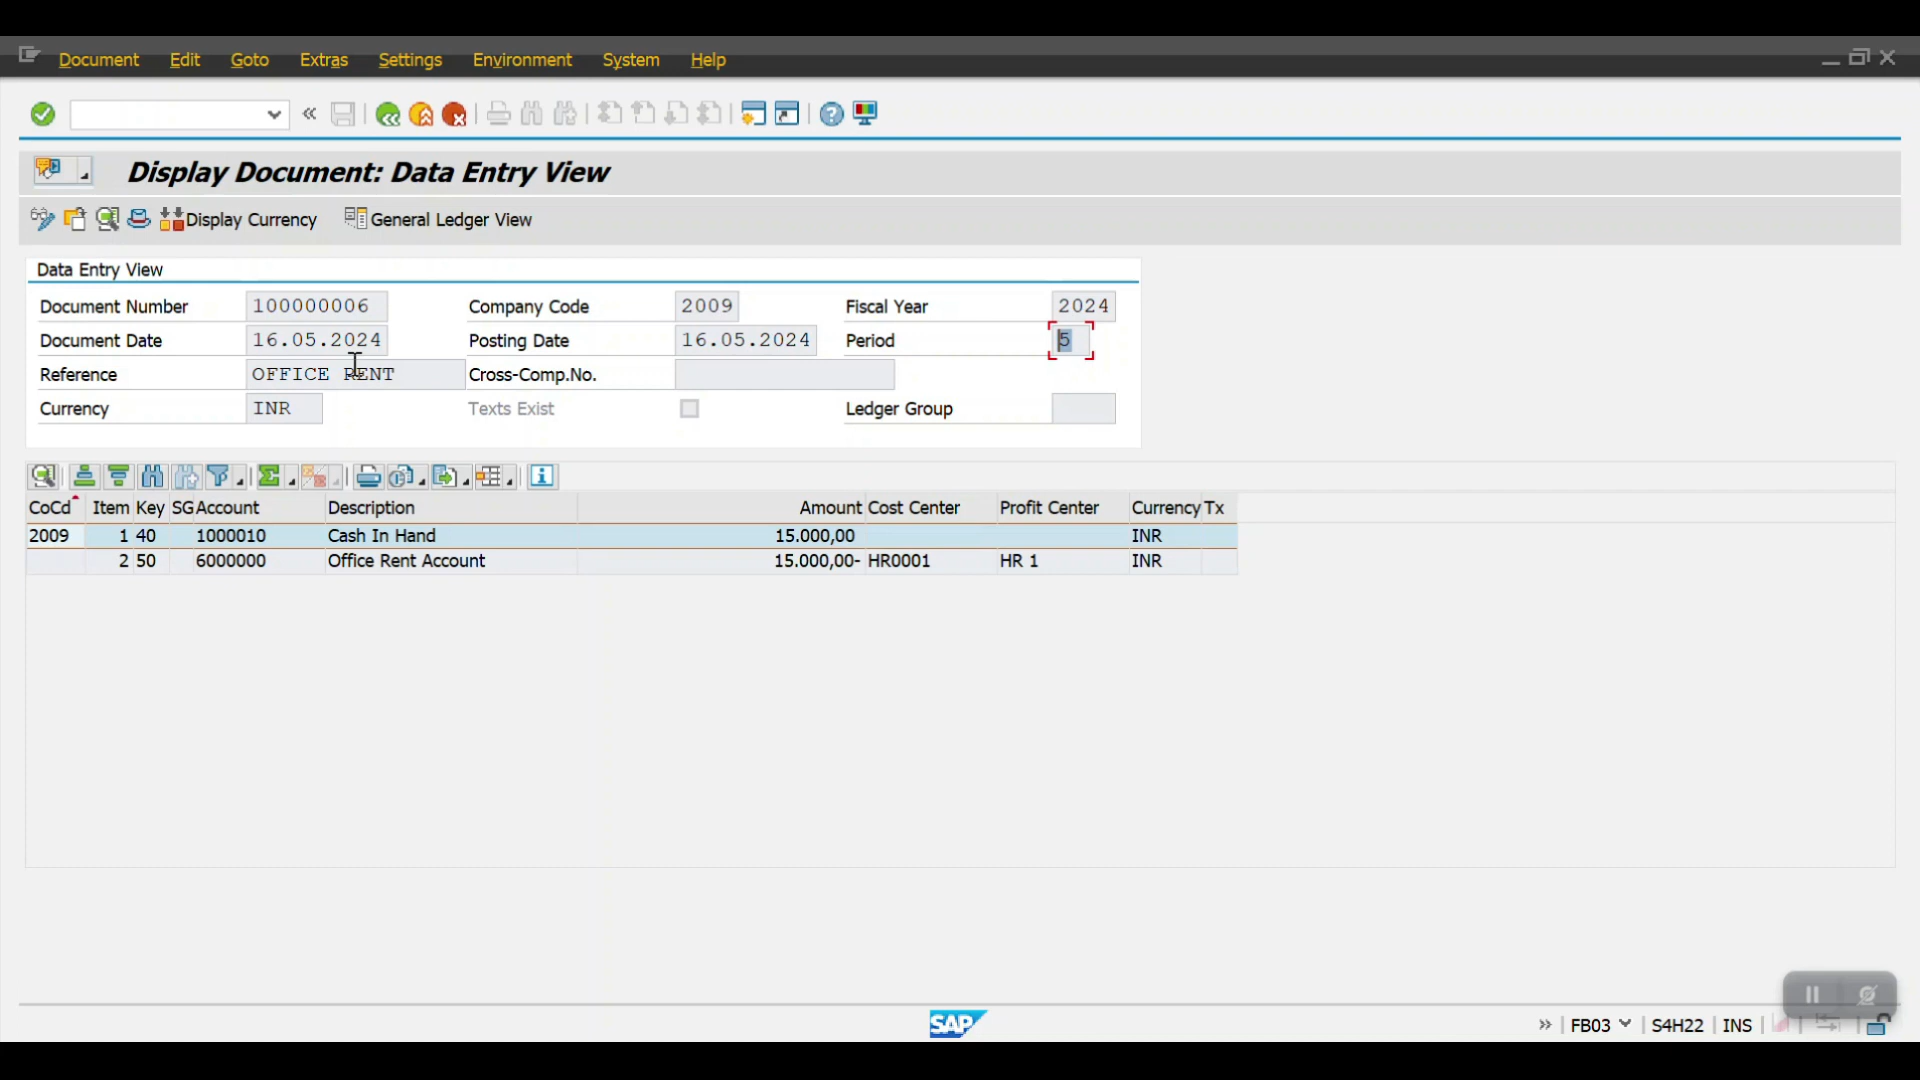 Document Edit Goto Extras Settings Environment System Help
Display Document: Data Entry View
Display Currency General Ledger View
Data Entry View
Document Number 100000006 Company Code 2009 Fiscal Year 2024
Document Date 16.05.2024 Posting Date 16.05.2024 Period 5
Reference OFFICE RENT Cross-Comp.No.
Currency INR Texts Exist Ledger Group
CoCd Item Key SG Account Description Amount Cost Center Profit Center Currency Tx
2009 1 40 1000010 Cash In Hand 15.000,00 INR
2 50 6000000 Office Rent Account 15.000,00- HR0001 HR 1 INR
SAP FB03 S4H22 INS